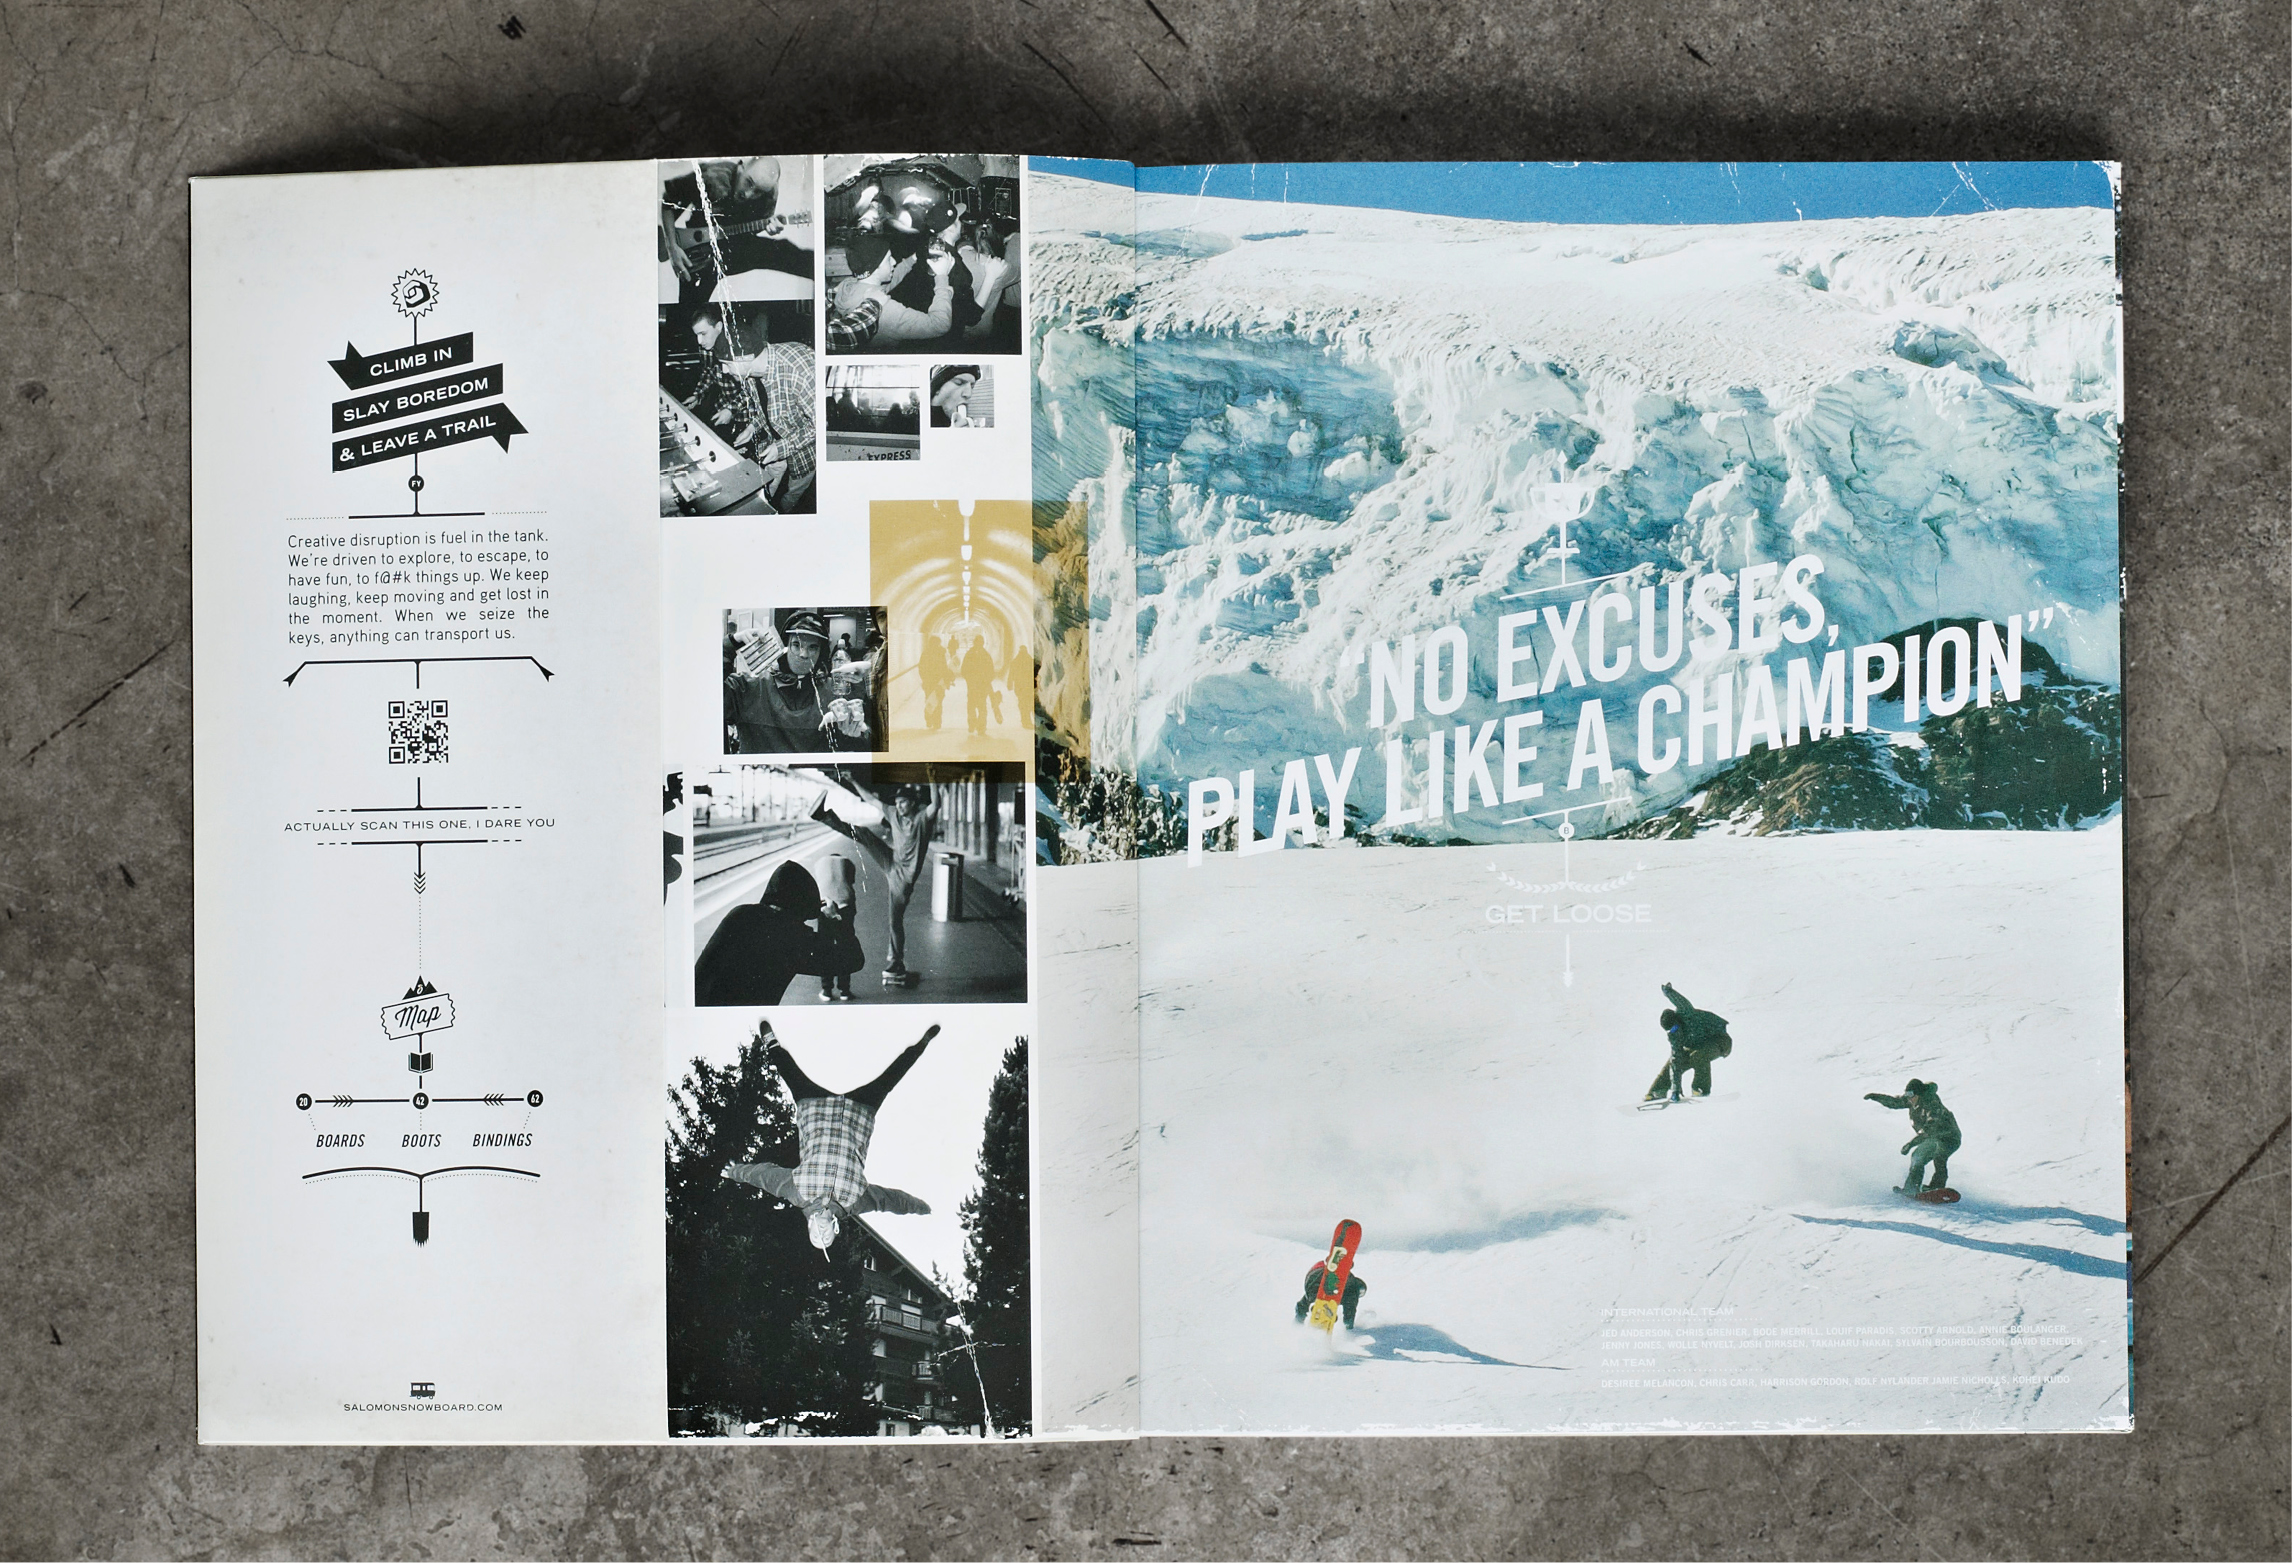 CLIMB IN
SLAY BOREDOM
& LEAVE A TRAIL
FY
Creative disruption is fuel in the tank.
We're driven to explore, to escape, to
have fun, to f@#k things up. We keep
laughing, keep moving and get lost in
the moment. When we seize the
keys, anything can transport us.
ACTUALLY SCAN THIS ONE, I DARE YOU
Map
20 42 62
BOARDS BOOTS BINDINGS
SALOMONSNOWBOARD.COM
EXPRESS
"NO EXCUSES,
PLAY LIKE A CHAMPION"
B
GET LOOSE
INTERNATIONAL TEAM
JED ANDERSON, CHRIS GRENIER, BODE MERRILL, LOUIF PARADIS, SCOTTY ARNOLD, ANNIE BOULANGER,
JENNY JONES, WOLLE NYVELT, JOSH DIRKSEN, TAKAHARU NAKAI, SYLVAIN BOURBOUSSON, DAVID BENEDEK
AM TEAM
DESIREE MELANCON, CHRIS CARR, HARRISON GORDON, ROLF NYLANDER JAMIE NICHOLLS, KOHEI KUDO